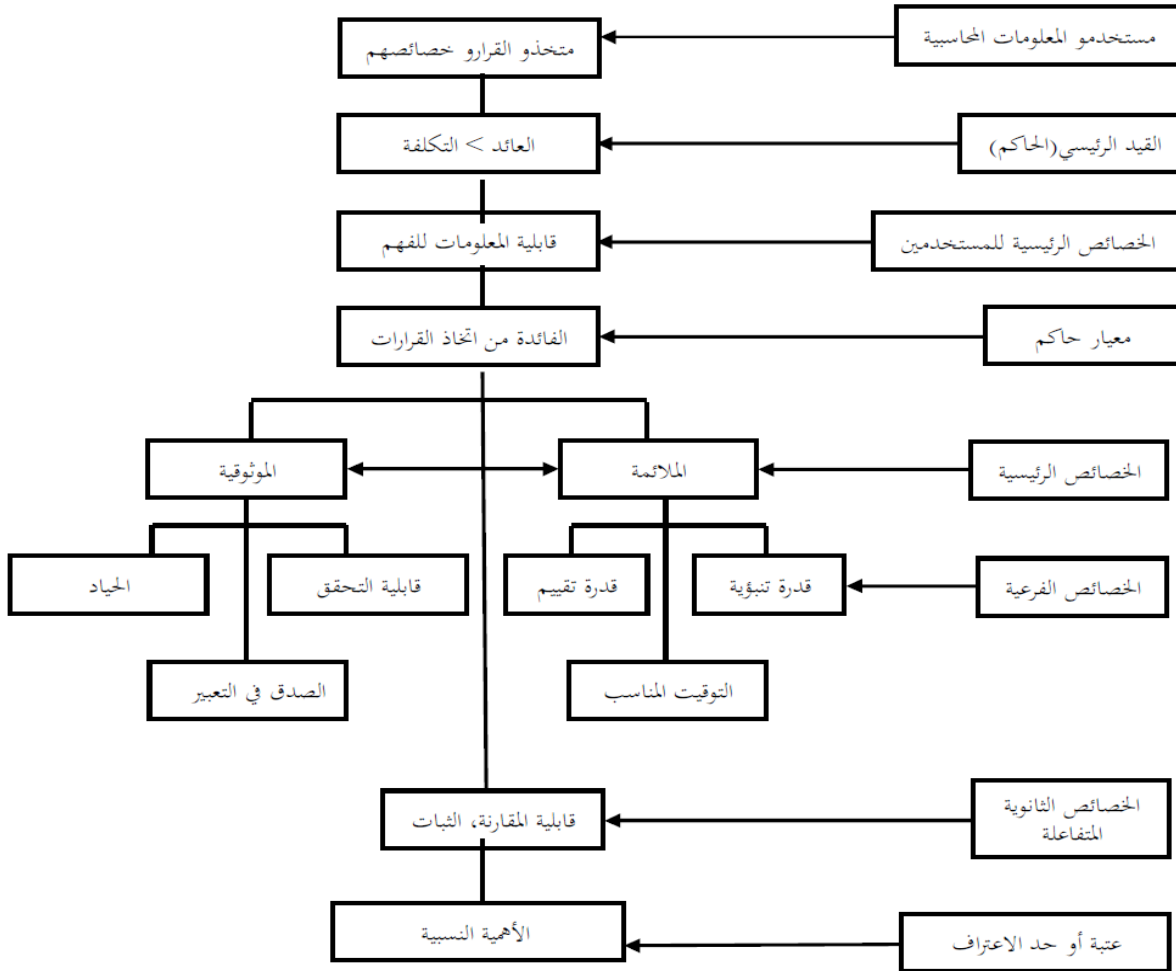 مستخدمو المعلومات المحاسبية
متخذو القرارو خصائصهم
القيد الرئيسي(الحاكم)
العائد > التكلفة
الخصائص الرئيسية للمستخدمين
قابلية المعلومات للفهم
معيار حاكم
الفائدة من اتخاذ القرارات
الخصائص الرئيسية
الملائمة
الموثوقية
الخصائص الفرعية
قدرة تنبؤية
قدرة تقييم
قابلية التحقق
الحياد
التوقيت المناسب
الصدق في التعبير
الخصائص الثانوية
المتفاعلة
قابلية المقارنة، الثبات
عتبة أو حد الاعتراف
الأهمية النسبية